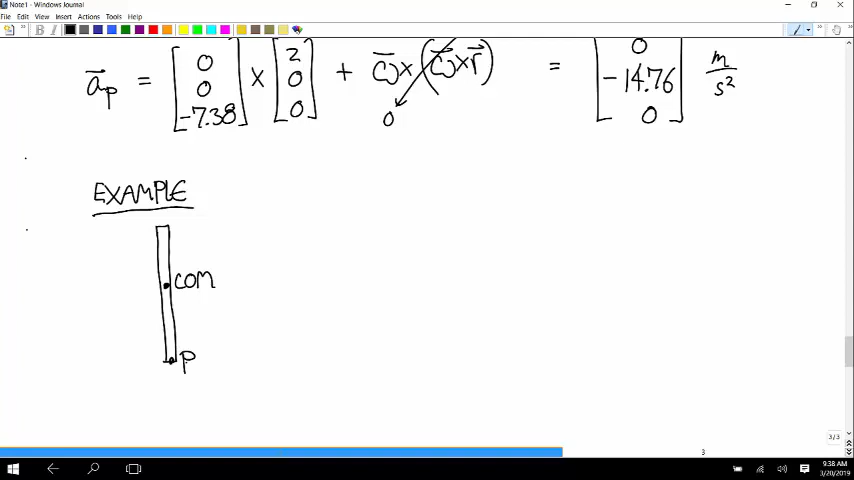 Note1 - Windows Journal
File Edit View Insert Actions Tools Help
B I
a̅p = [0 0 -7.38] × [2 0 0] + ω̅ × (ω̅ × r⃗) = [0 -14.76 0] m/s²
0
EXAMPLE
COM
P
3/3
3
9:38 AM
3/20/2019